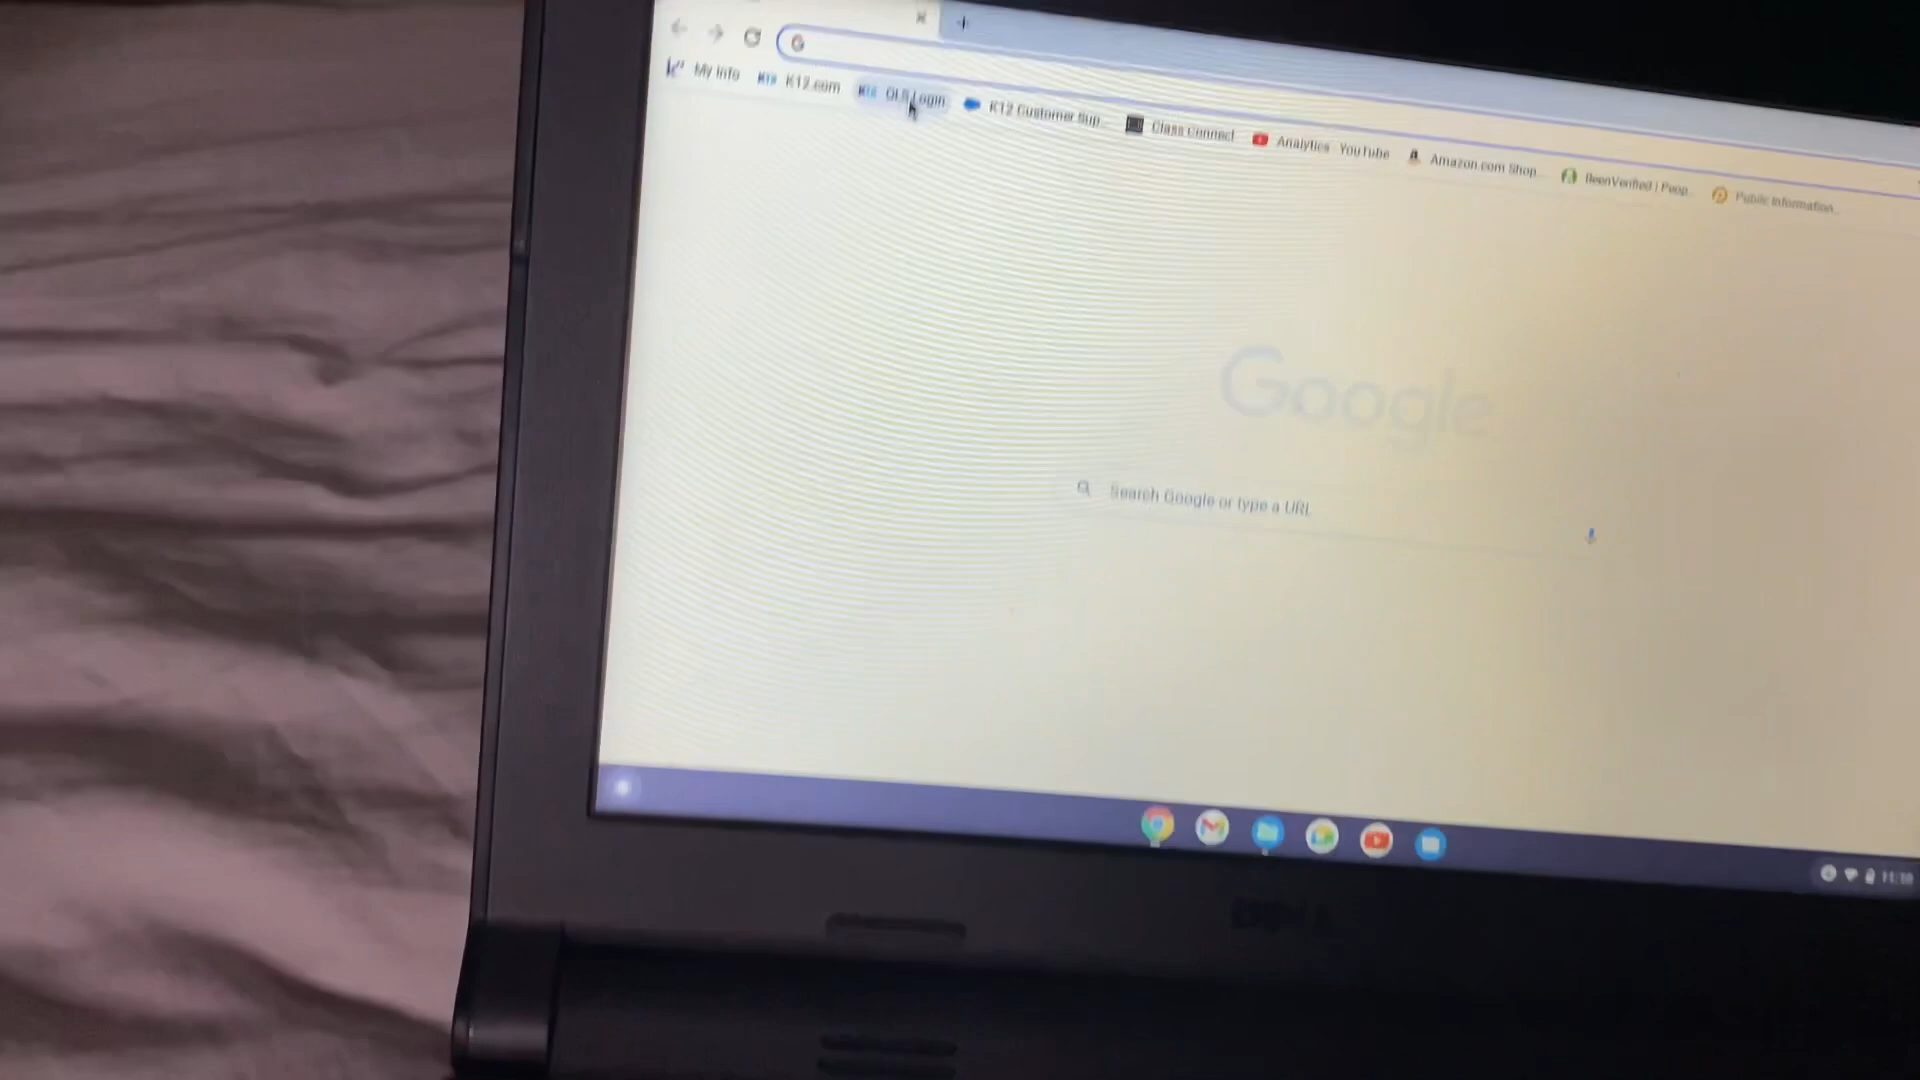 My Info K12.com OLS Login K12 Customer Sup... Class Connect Analytics - YouTube Amazon.com Shop... BeenVerified | Peop... Public Information...
Google
Search Google or type a URL